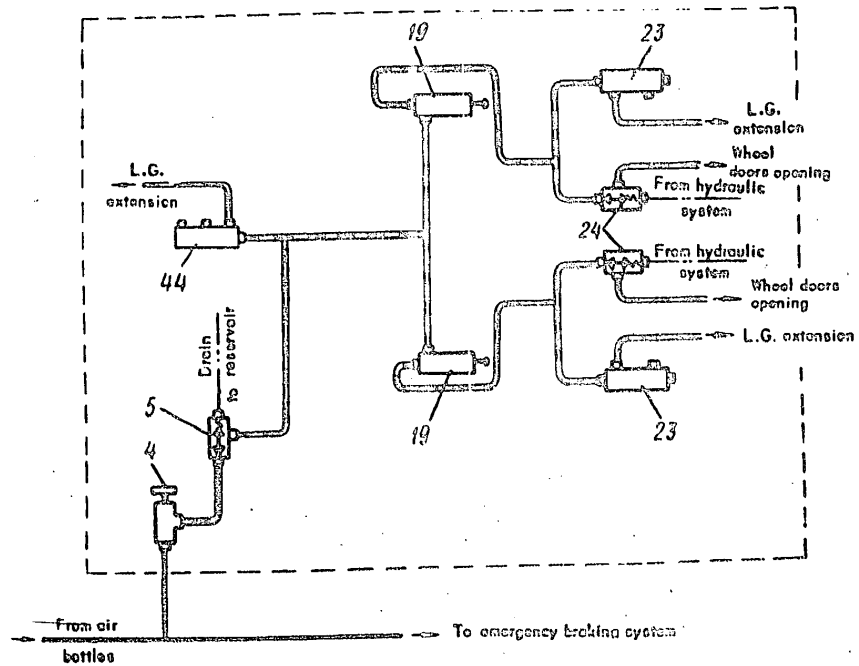 19
23
L.G.
extension
Wheel
doors opening
From hydraulic
system
L.G.
extension
24
From hydraulic
system
Wheel doors
opening
L.G. extension
44
Drain
to reservoir
5
4
19
23
From air
bottles
To emergency braking system